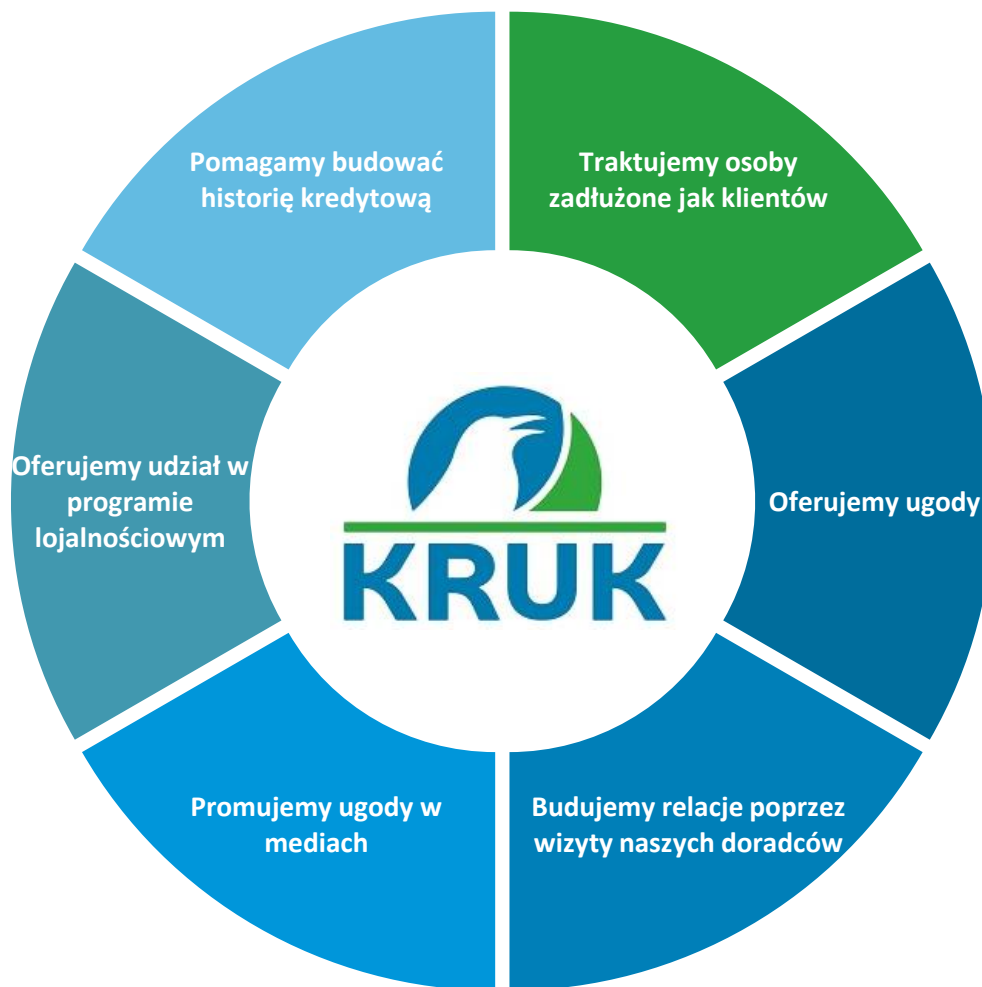 Pomagamy budować
historię kredytową
Traktujemy osoby
zadłużone jak klientów
Oferujemy udział w
programie
lojalnościowym
KRUK
Oferujemy ugody
Promujemy ugody w
mediach
Budujemy relacje poprzez
wizyty naszych doradców